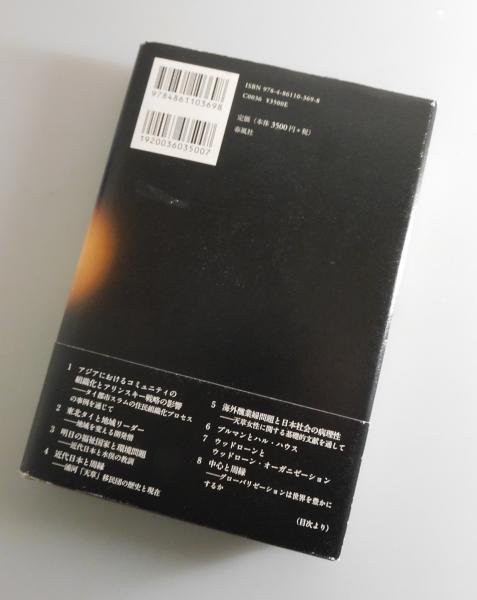 9784861103698
1920036035007
ISBN 978-4-86110-369-8
C0036 ¥3500E
定価（本体 3500円+税）
春風社
1 アジアにおけるコミュニティの
組織化とアリンスキー戦略の影響
――タイ都市スラムの住民組織化プロセス
の事例を通じて
2 東北タイと地域リーダー
――地域を変える開発僧
3 明日の福祉国家と環境問題
――近代日本と水俣の教訓
4 近代日本と周縁
――浦河「天草」移民団の歴史と現在
5 海外醜業婦問題と日本社会の病理性
――天草女性に関する基礎的文献を通して
6 プルマンとハル・ハウス
7 ウッドローンと
ウッドローン・オーガニゼーション
8 中心と周縁
――グローバリゼーションは世界を豊かに
するか
（目次より）